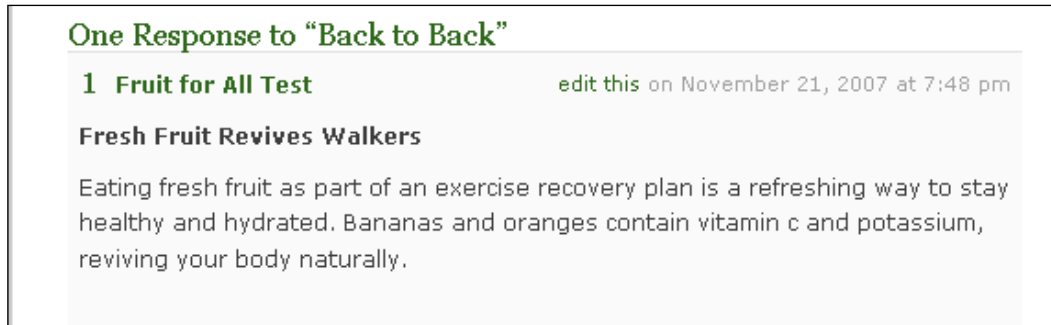 One Response to “Back to Back”
1 Fruit for All Test edit this on November 21, 2007 at 7:48 pm
Fresh Fruit Revives Walkers
Eating fresh fruit as part of an exercise recovery plan is a refreshing way to stay
healthy and hydrated. Bananas and oranges contain vitamin c and potassium,
reviving your body naturally.